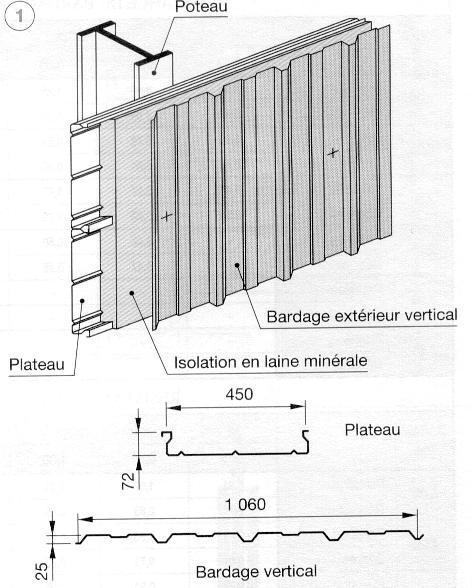 1
Poteau
Bardage extérieur vertical
Plateau
Isolation en laine minérale
450
Plateau
72
1 060
25
Bardage vertical